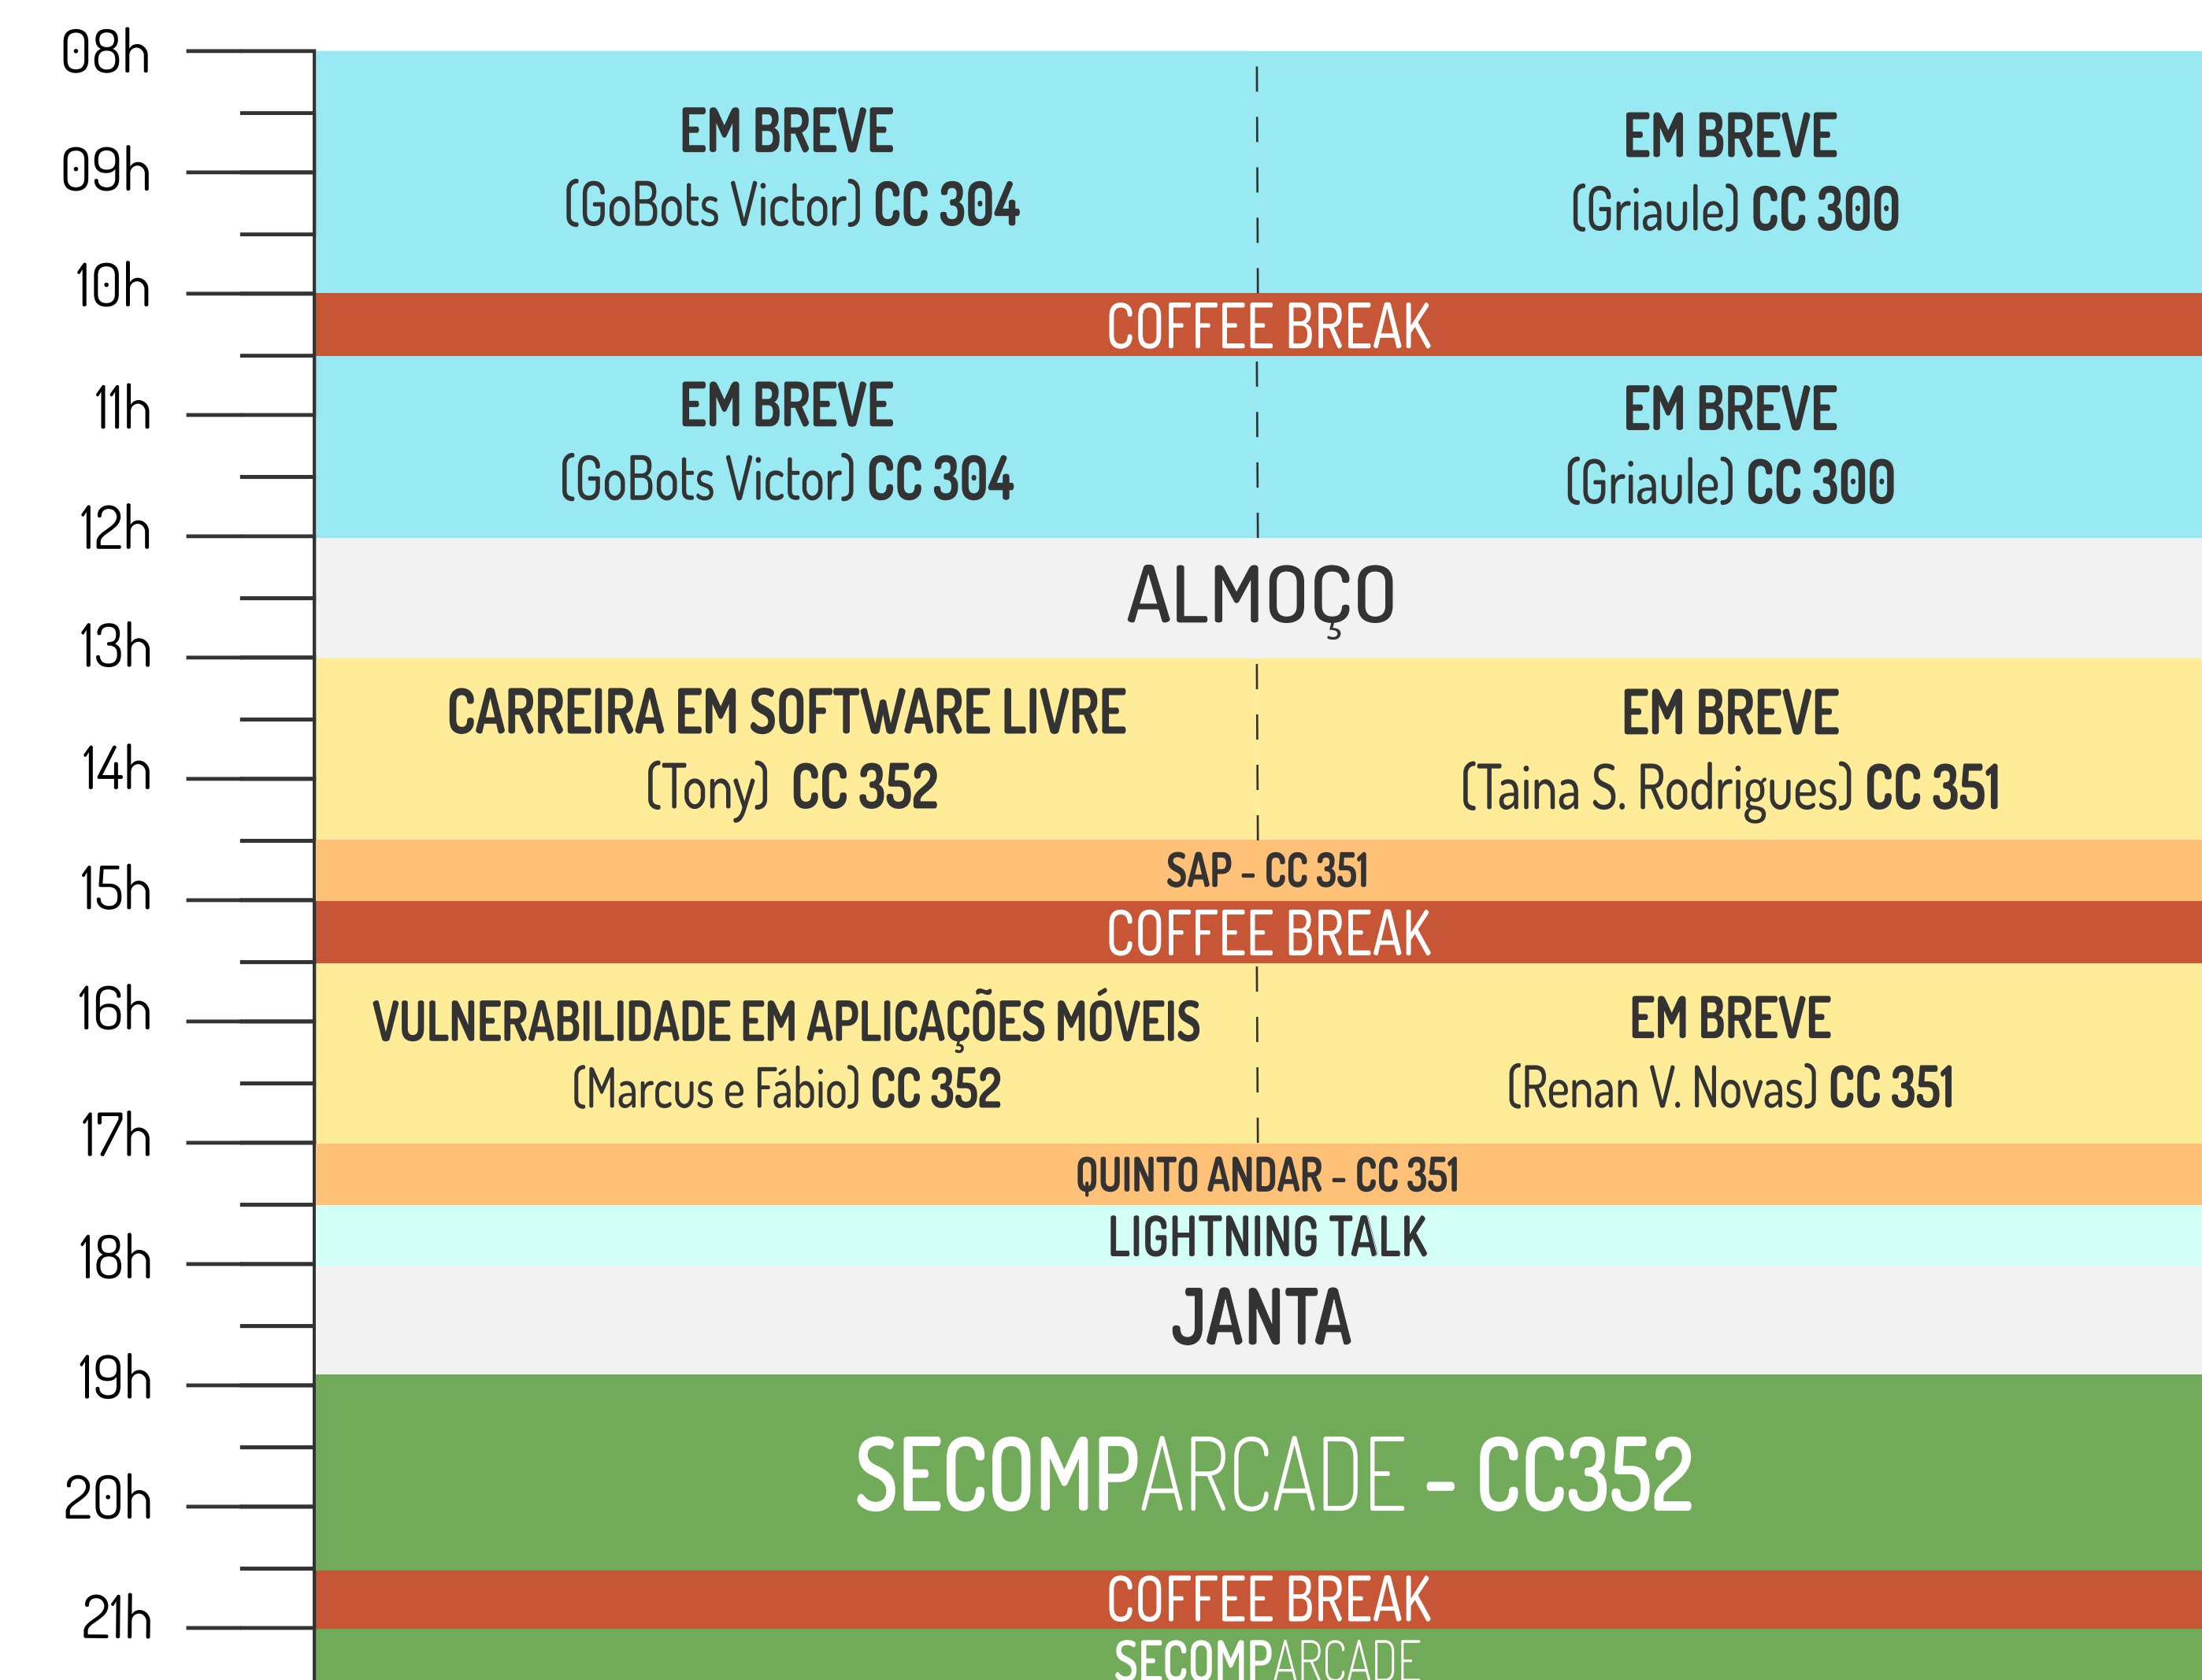 08h
EM BREVE
(GoBots Victor) CC 304
EM BREVE
(Griaule) CC 300
09h
10h
COFFEE BREAK
11h
EM BREVE
(GoBots Victor) CC 304
EM BREVE
(Griaule) CC 300
12h
ALMOÇO
13h
CARREIRA EM SOFTWARE LIVRE
(Tony) CC 352
EM BREVE
(Taina S. Rodrigues) CC 351
14h
SAP - CC 351
15h
COFFEE BREAK
16h
VULNERABILIDADE EM APLICAÇÕES MÓVEIS
(Marcus e Fábio) CC 352
EM BREVE
(Renan V. Novas) CC 351
17h
QUINTO ANDAR - CC 351
LIGHTNING TALK
18h
JANTA
19h
SECOMPARCADE - CC352
20h
COFFEE BREAK
21h
SECOMPARCADE